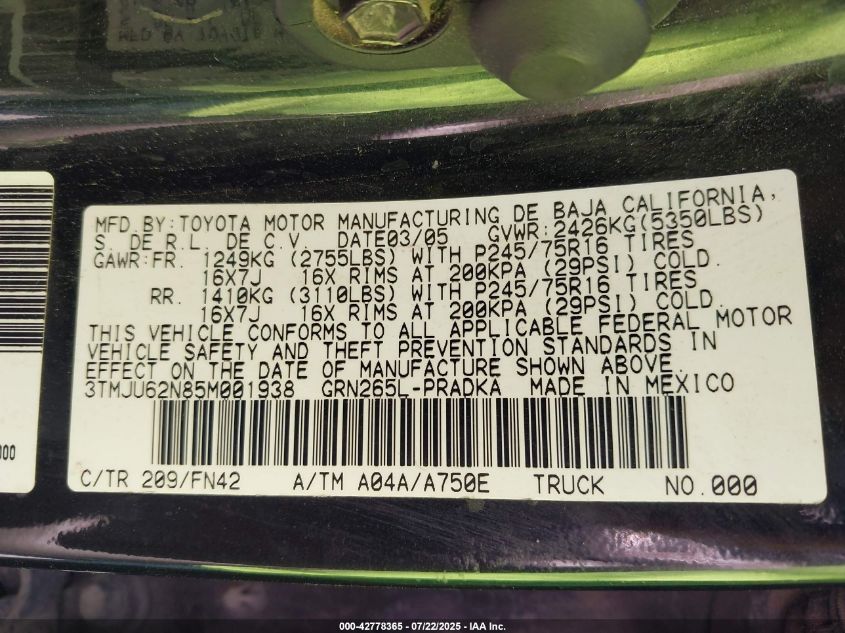 MFD BY TOYOTA M
MFD.BY:TOYOTA MOTOR MANUFACTURING DE BAJA CALIFORNIA,
S. DE R.L. DE C.V. DATE03/05 GVWR:2426KG(5350LBS)
GAWR:FR. 1249KG (2755LBS) WITH P245/75R16 TIRES
16X7J 16X RIMS AT 200KPA (29PSI) COLD.
RR. 1410KG (3110LBS) WITH P245/75R16 TIRES
16X7J 16X RIMS AT 200KPA (29PSI) COLD.
THIS VEHICLE CONFORMS TO ALL APPLICABLE FEDERAL MOTOR
VEHICLE SAFETY AND THEFT PREVENTION STANDARDS IN
EFFECT ON THE DATE OF MANUFACTURE SHOWN ABOVE.
3TMJU62N85M001938 GRN265L-PRADKA MADE IN MEXICO
C/TR 209/FN42 A/TM A04A/A750E TRUCK NO.000
000
000-42778365 - 07/22/2025 - IAA Inc.